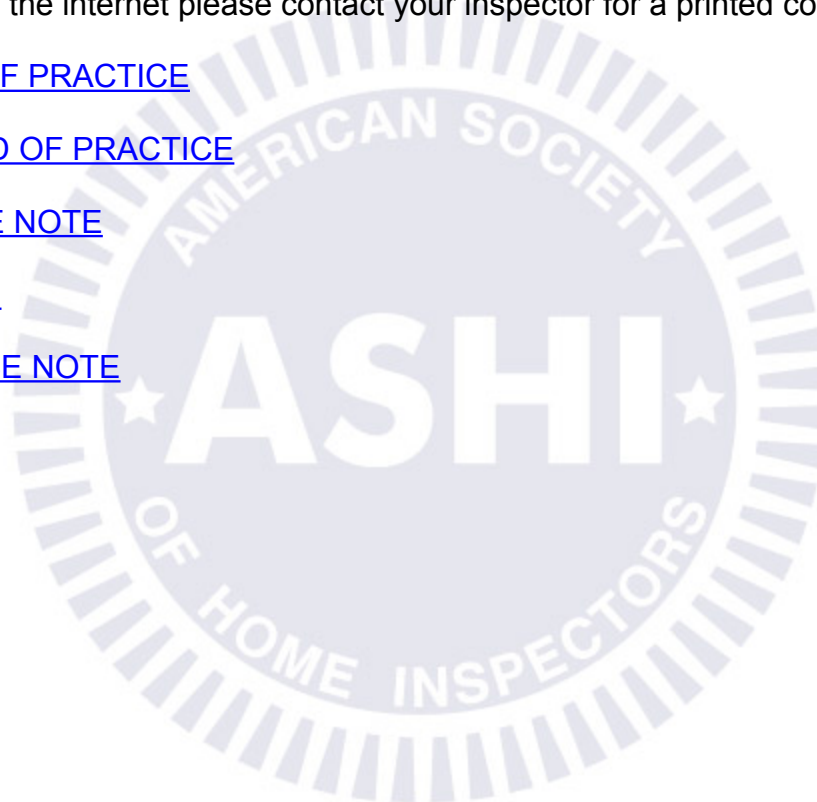 the internet please contact your inspector for a printed co
F PRACTICE
D OF PRACTICE
E NOTE
E NOTE
AMERICAN SOCIETY
ASHI
OF HOME INSPECTORS